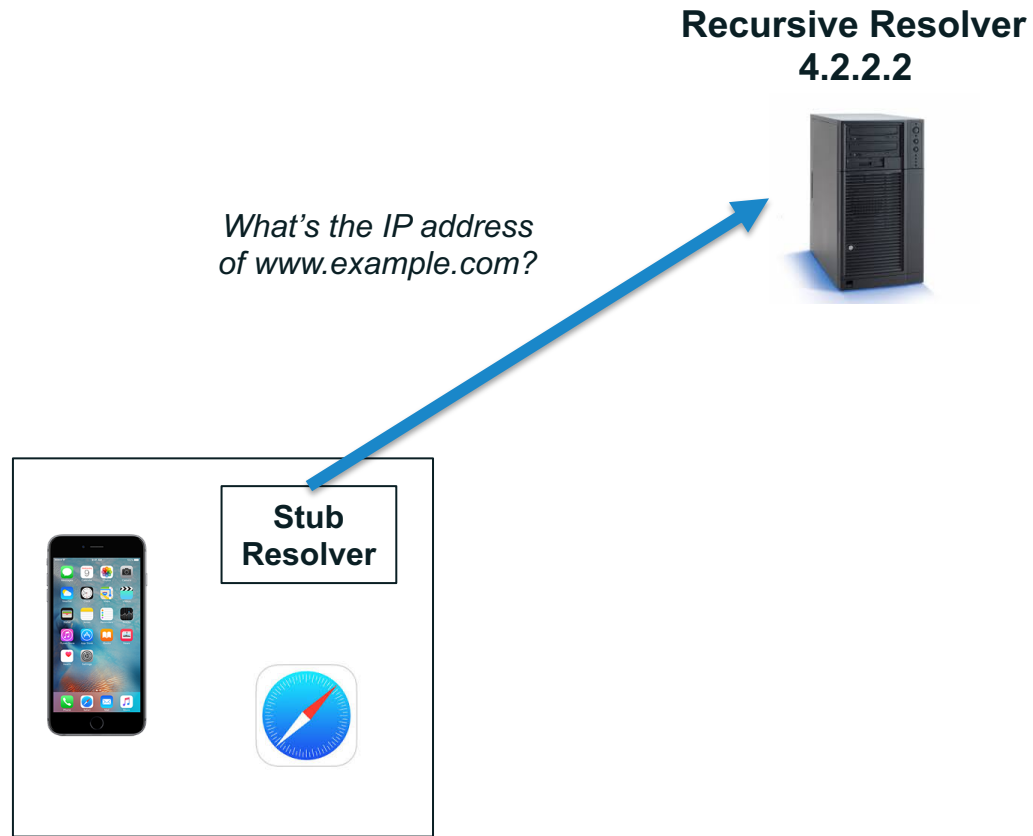 Recursive Resolver
4.2.2.2
What’s the IP address
of www.example.com?
Stub
Resolver